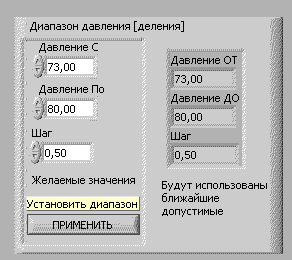 Диапазон давления [деления]
Давление С
73,00
Давление По
80,00
Шаг
0,50
Желаемые значения
Установить диапазон
ПРИМЕНИТЬ
Давление ОТ
73,00
Давление ДО
80,00
Шаг
0,50
Будут использованы
ближайшие
допустимые